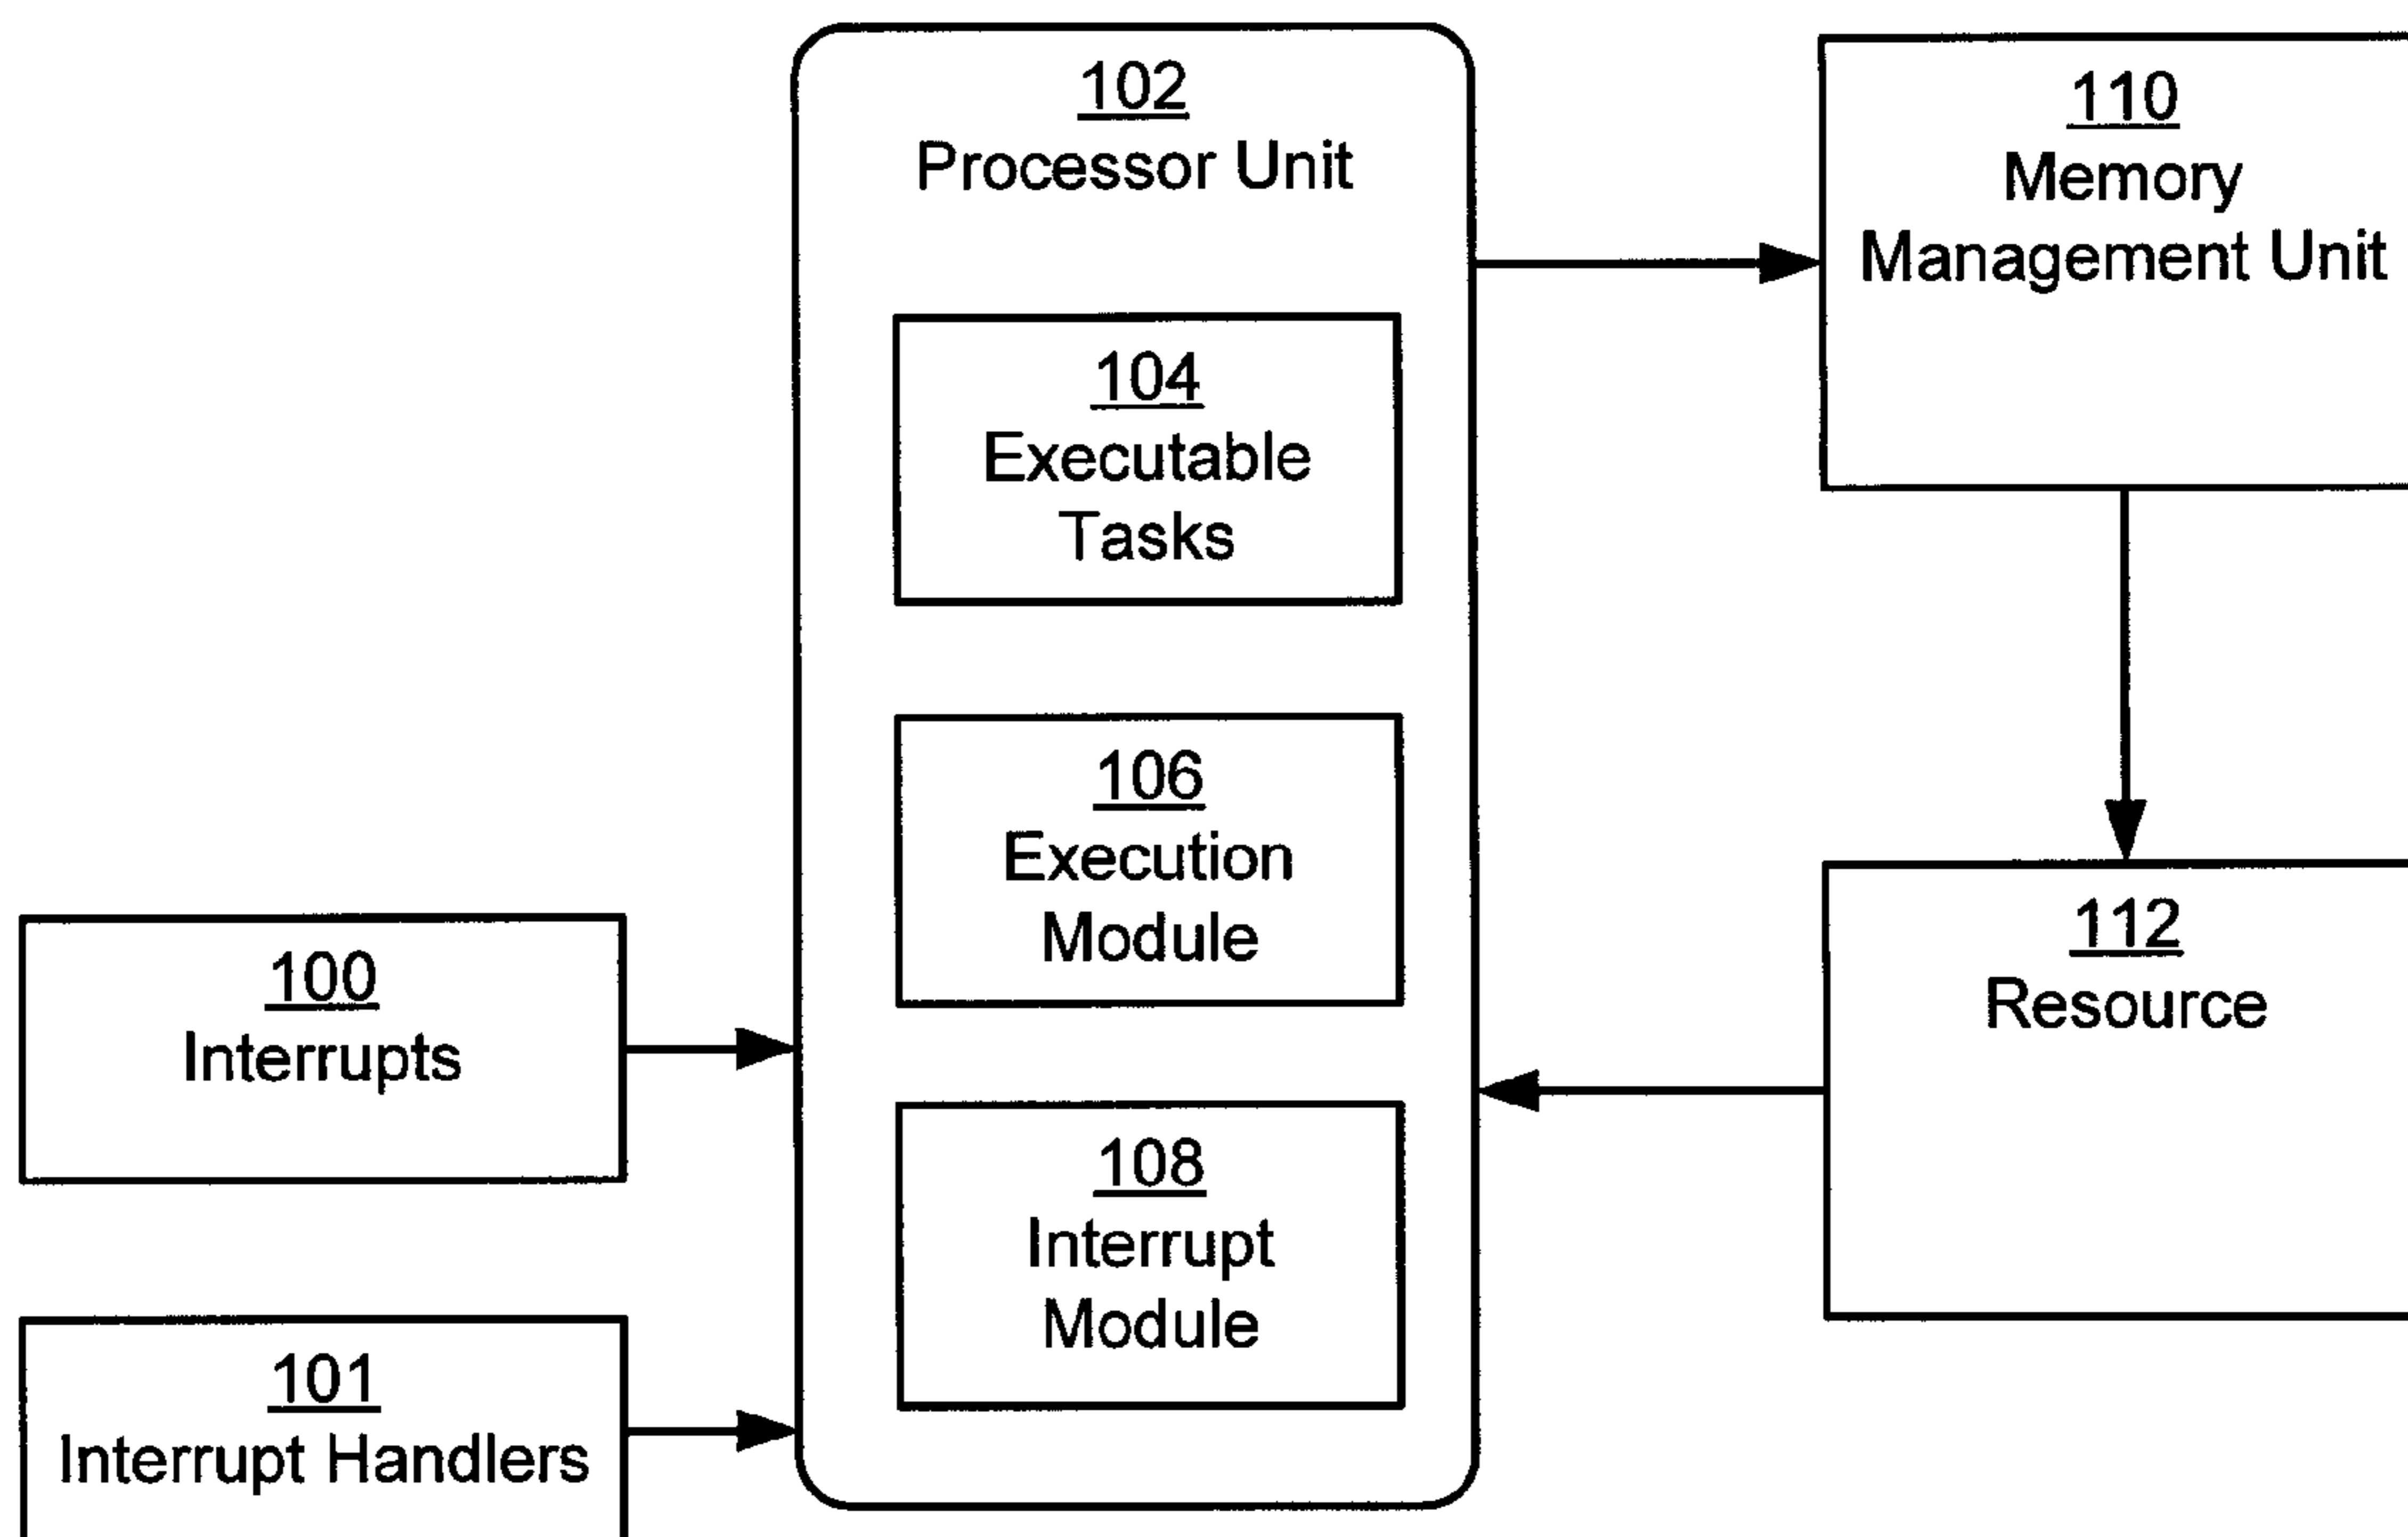 102
Processor Unit
104
Executable
Tasks
106
Execution
Module
108
Interrupt
Module
100
Interrupts
101
Interrupt Handlers
110
Memory
Management Unit
112
Resource